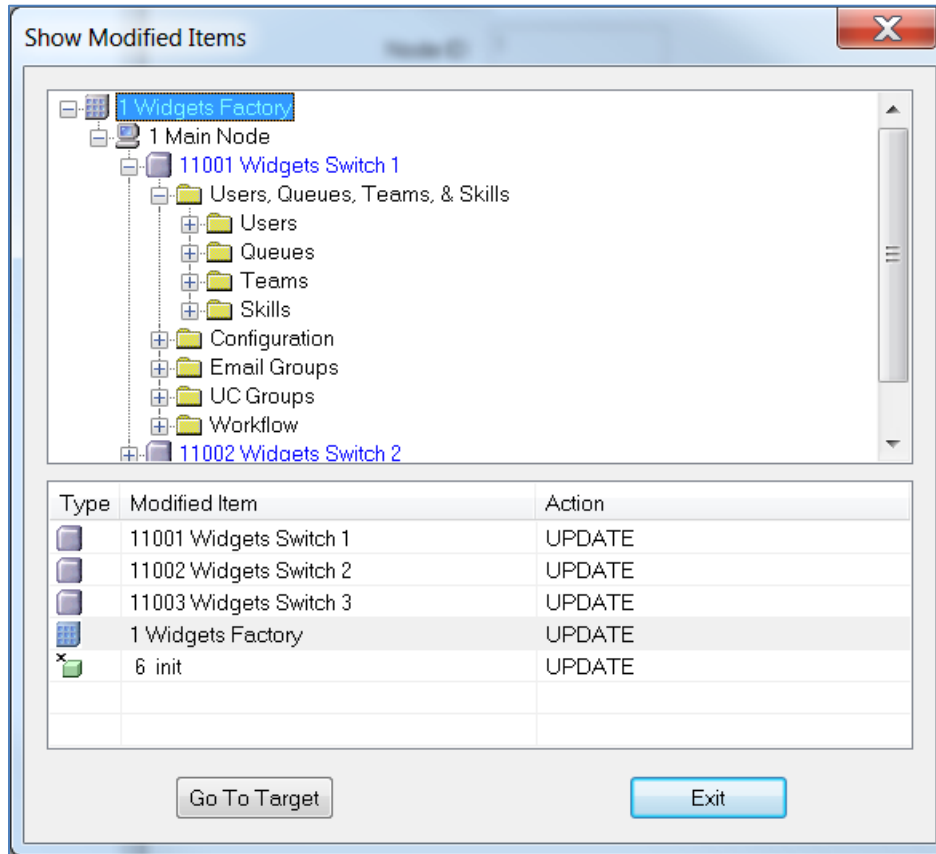 Show Modified Items
Node ID
1 Widgets Factory
1 Main Node
11001 Widgets Switch 1
Users, Queues, Teams, & Skills
Users
Queues
Teams
Skills
Configuration
Email Groups
UC Groups
Workflow
11002 Widgets Switch 2
Type Modified Item Action
11001 Widgets Switch 1 UPDATE
11002 Widgets Switch 2 UPDATE
11003 Widgets Switch 3 UPDATE
1 Widgets Factory UPDATE
6 init UPDATE
Go To Target Exit